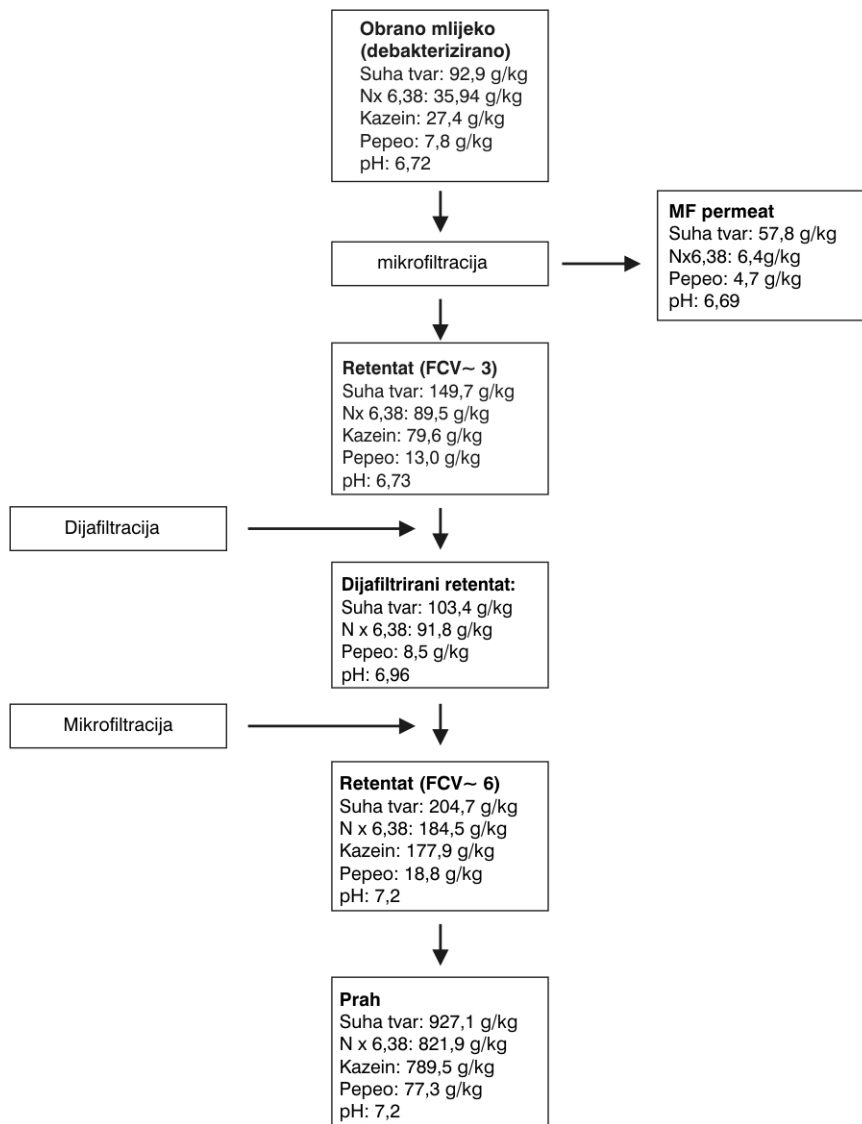 Obrano mlijeko
(debakterizirano)
Suha tvar: 92,9 g/kg
Nx 6,38: 35,94 g/kg
Kazein: 27,4 g/kg
Pepeo: 7,8 g/kg
pH: 6,72
mikrofiltracija
MF permeat
Suha tvar: 57,8 g/kg
Nx6,38: 6,4g/kg
Pepeo: 4,7 g/kg
pH: 6,69
Retentat (FCV~ 3)
Suha tvar: 149,7 g/kg
Nx 6,38: 89,5 g/kg
Kazein: 79,6 g/kg
Pepeo: 13,0 g/kg
pH: 6,73
Dijafiltracija
Dijafiltrirani retentat:
Suha tvar: 103,4 g/kg
N x 6,38: 91,8 g/kg
Pepeo: 8,5 g/kg
pH: 6,96
Mikrofiltracija
Retentat (FCV~ 6)
Suha tvar: 204,7 g/kg
N x 6,38: 184,5 g/kg
Kazein: 177,9 g/kg
Pepeo: 18,8 g/kg
pH: 7,2
Prah
Suha tvar: 927,1 g/kg
N x 6,38: 821,9 g/kg
Kazein: 789,5 g/kg
Pepeo: 77,3 g/kg
pH: 7,2